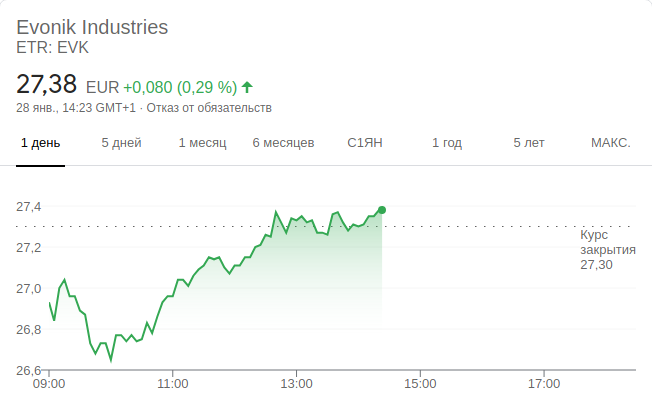 Evonik Industries
ETR: EVK
27,38 EUR +0,080 (0,29 %)
28 янв., 14:23 GMT+1 · Отказ от обязательств
1 день 5 дней 1 месяц 6 месяцев С1ЯН 1 год 5 лет МАКС.
27,4
Курс
27,2
закрытия
27,30
27,0
26,8
26,6
09:00 11:00 13:00 15:00 17:00